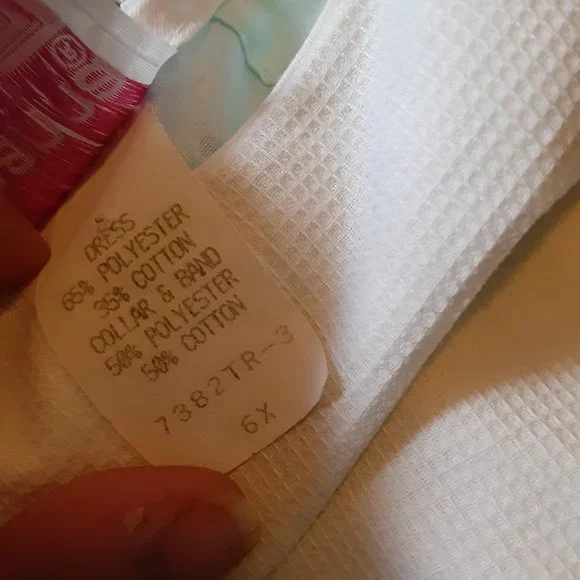 DRESS
65% POLYESTER
35% COTTON
COLLAR & BAND
50% POLYESTER
50% COTTON
7382TR-3
6X